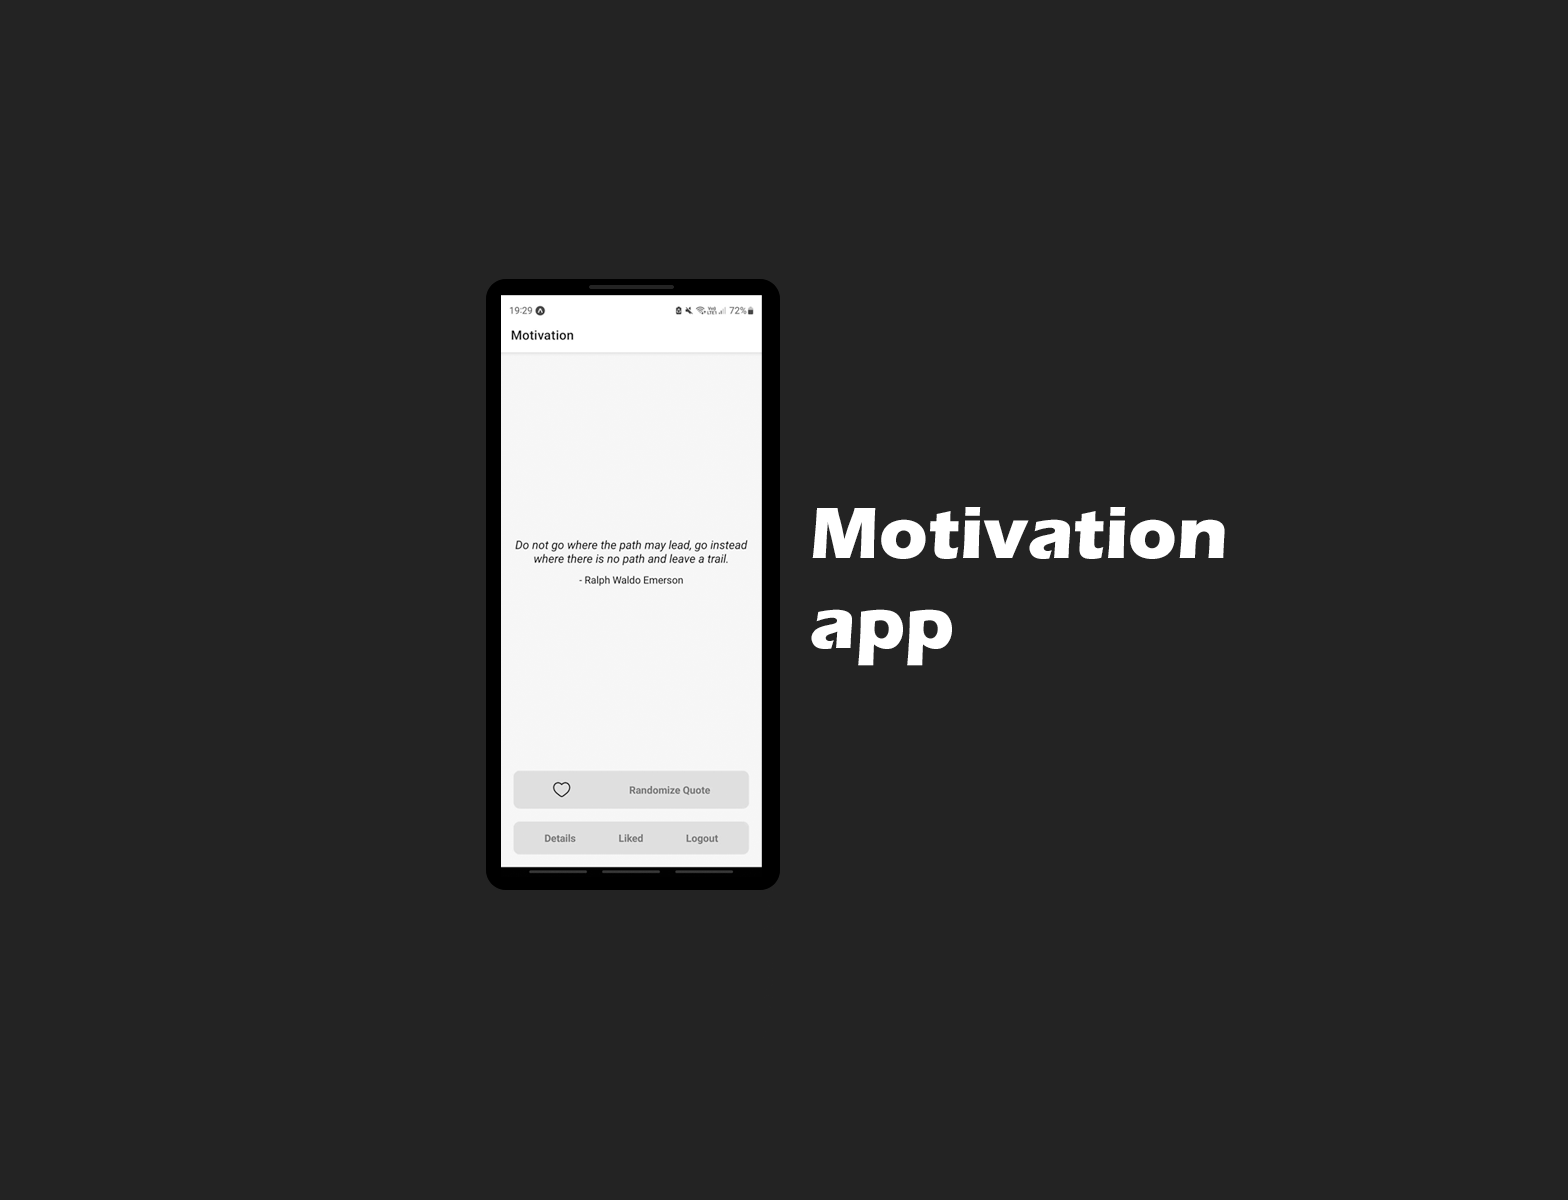 19:29
72%
Motivation
Do not go where the path may lead, go instead
where there is no path and leave a trail.
- Ralph Waldo Emerson
Randomize Quote
Details Liked Logout
Motivation
app